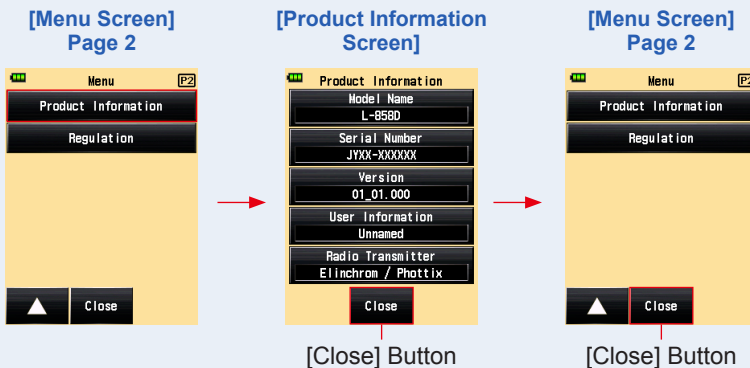 [Menu Screen]
Page 2
Menu
P2
Product Information
Regulation
Close
[Product Information
Screen]
Product Information
Model Name
L-858D
Serial Number
JYXX-XXXXXX
Version
01_01.000
User Information
Unnamed
Radio Transmitter
Elinchrom / Phottix
Close
[Close] Button
[Menu Screen]
Page 2
Menu
P2
Product Information
Regulation
Close
[Close] Button